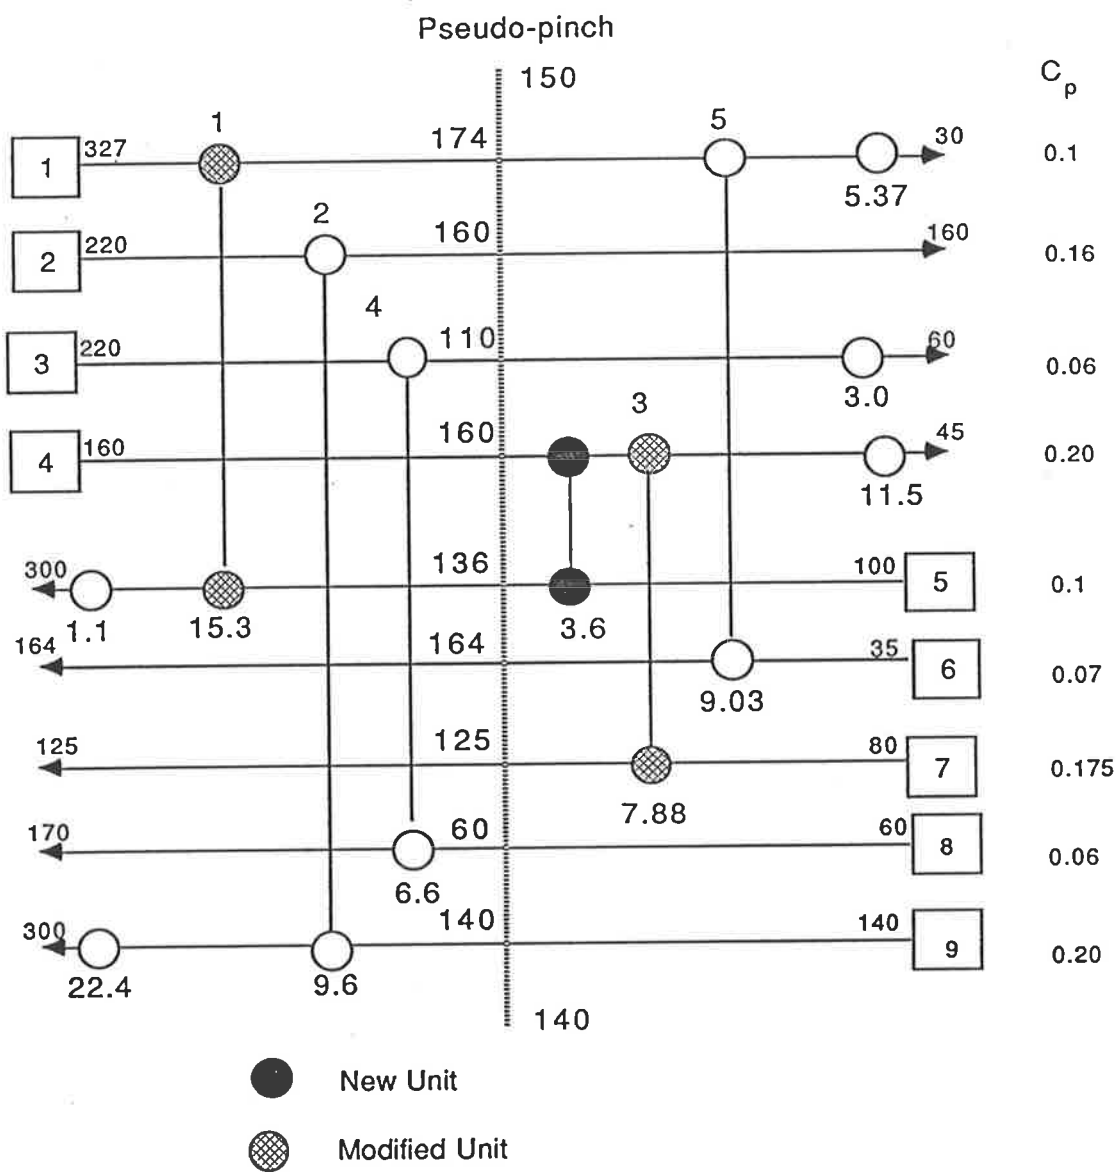 Pseudo-pinch
150
C p
1
5
1 327 174 30 0.1
5.37
2
2 220 160 160 0.16
4
3 220 110 60 0.06
3.0
3
4 160 160 45 0.20
11.5
300 136 100 5 0.1
1.1 15.3 3.6
164 164 35 6 0.07
9.03
125 125 80 7 0.175
7.88
170 60 60 8 0.06
6.6
300 140 140 9 0.20
22.4 9.6
140
New Unit
Modified Unit